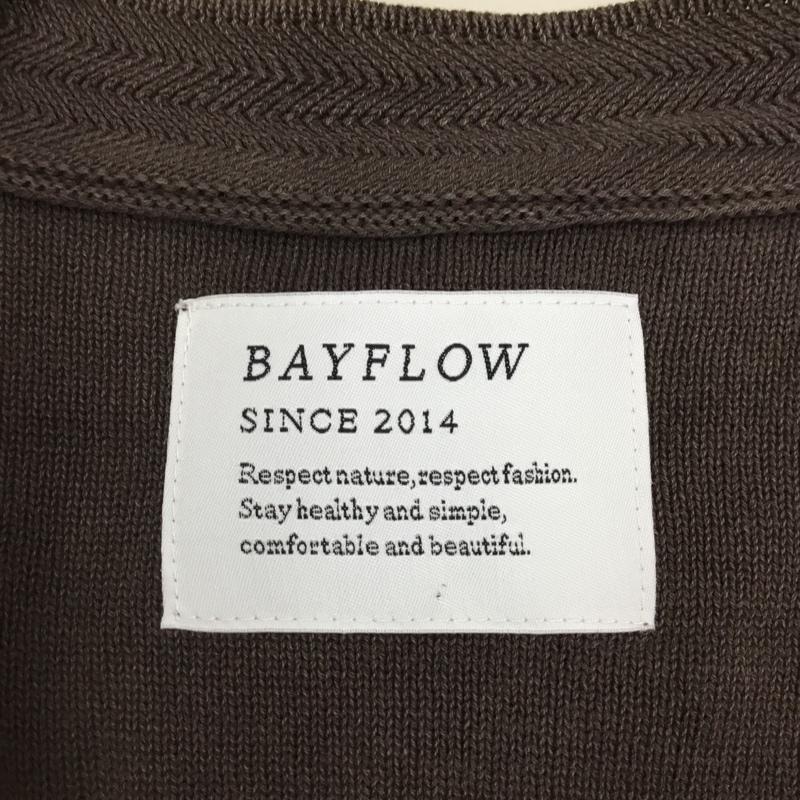 BAYFLOW
SINCE 2014
Respect nature, respect fashion.
Stay healthy and simple,
comfortable and beautiful.